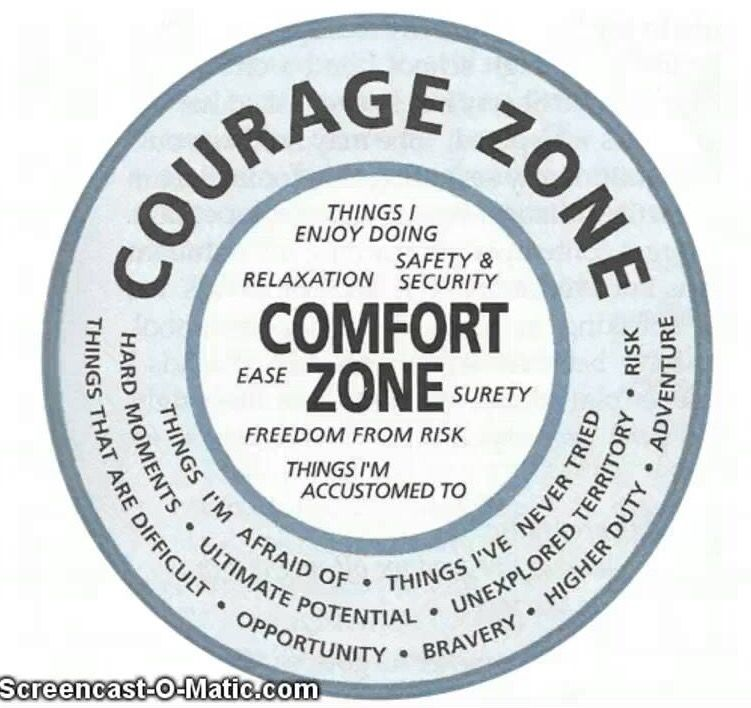 COURAGE ZONE
THINGS I
ENJOY DOING
SAFETY &
RELAXATION SECURITY
COMFORT
EASE ZONE SURETY
FREEDOM FROM RISK
THINGS I'M
ACCUSTOMED TO
THINGS I'M AFRAID OF • THINGS I'VE NEVER TRIED
HARD MOMENTS • ULTIMATE POTENTIAL • UNEXPLORED TERRITORY • RISK
THINGS THAT ARE DIFFICULT • OPPORTUNITY • BRAVERY • HIGHER DUTY • ADVENTURE
Screencast-O-Matic.com